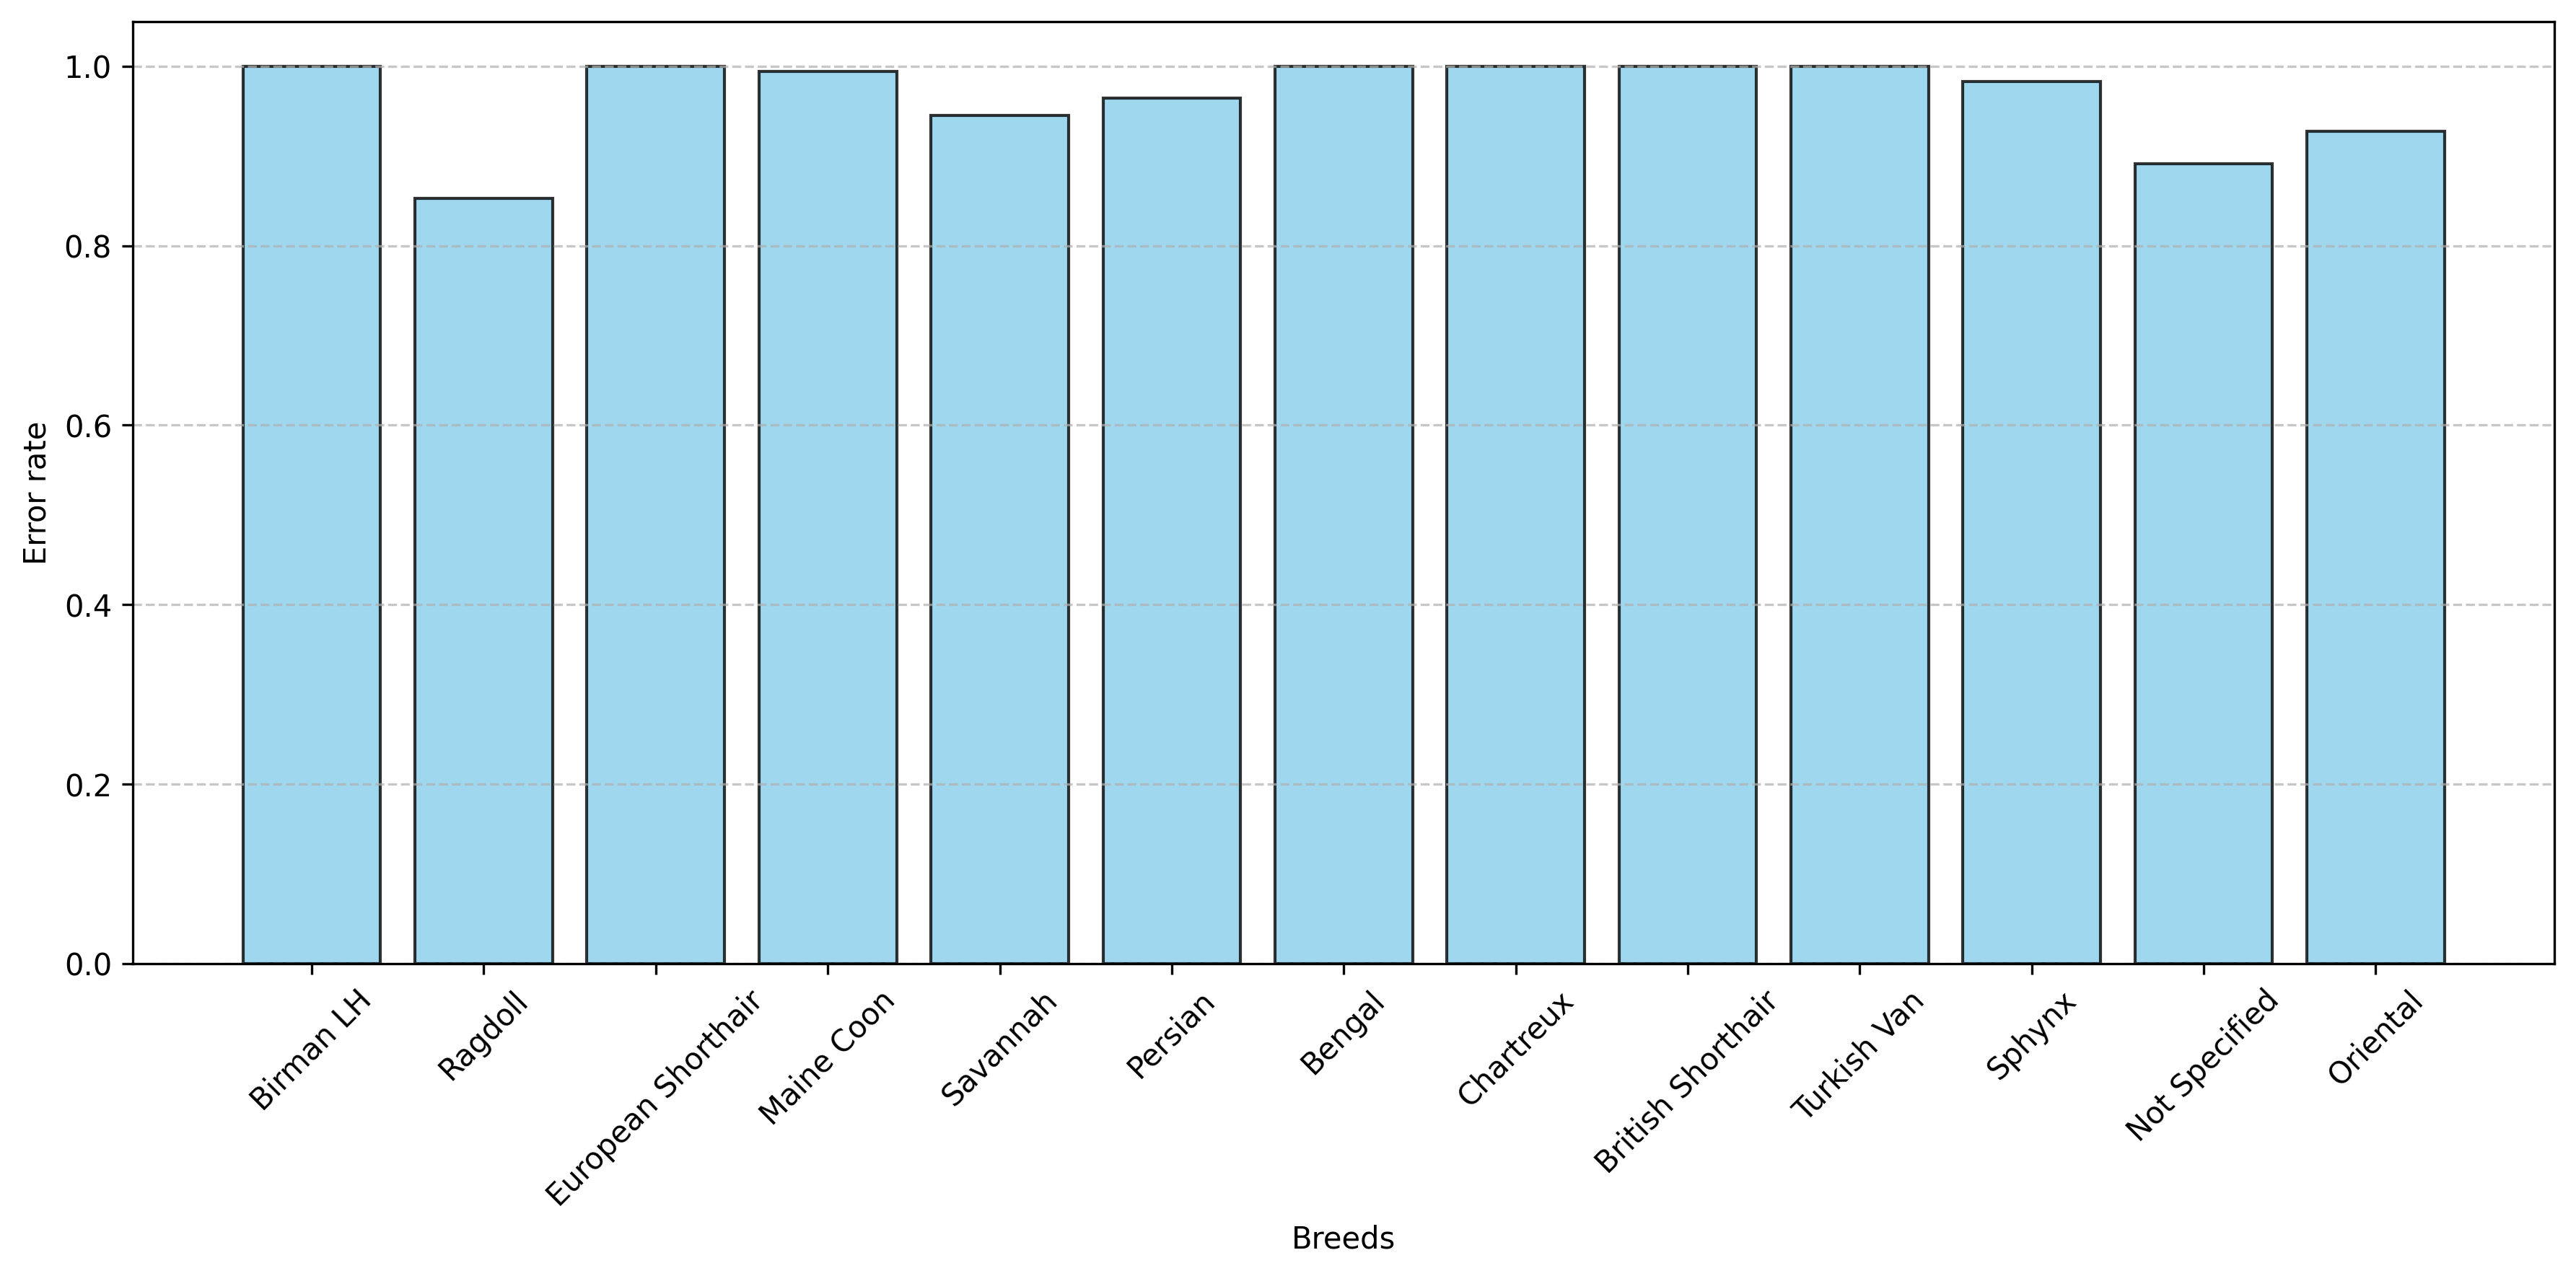 1.0
0.8
0.6
0.4
0.2
0.0
Error rate
Birman LH
Ragdoll
European Shorthair
Maine Coon
Savannah
Persian
Bengal
Chartreux
British Shorthair
Turkish Van
Sphynx
Not Specified
Oriental
Breeds